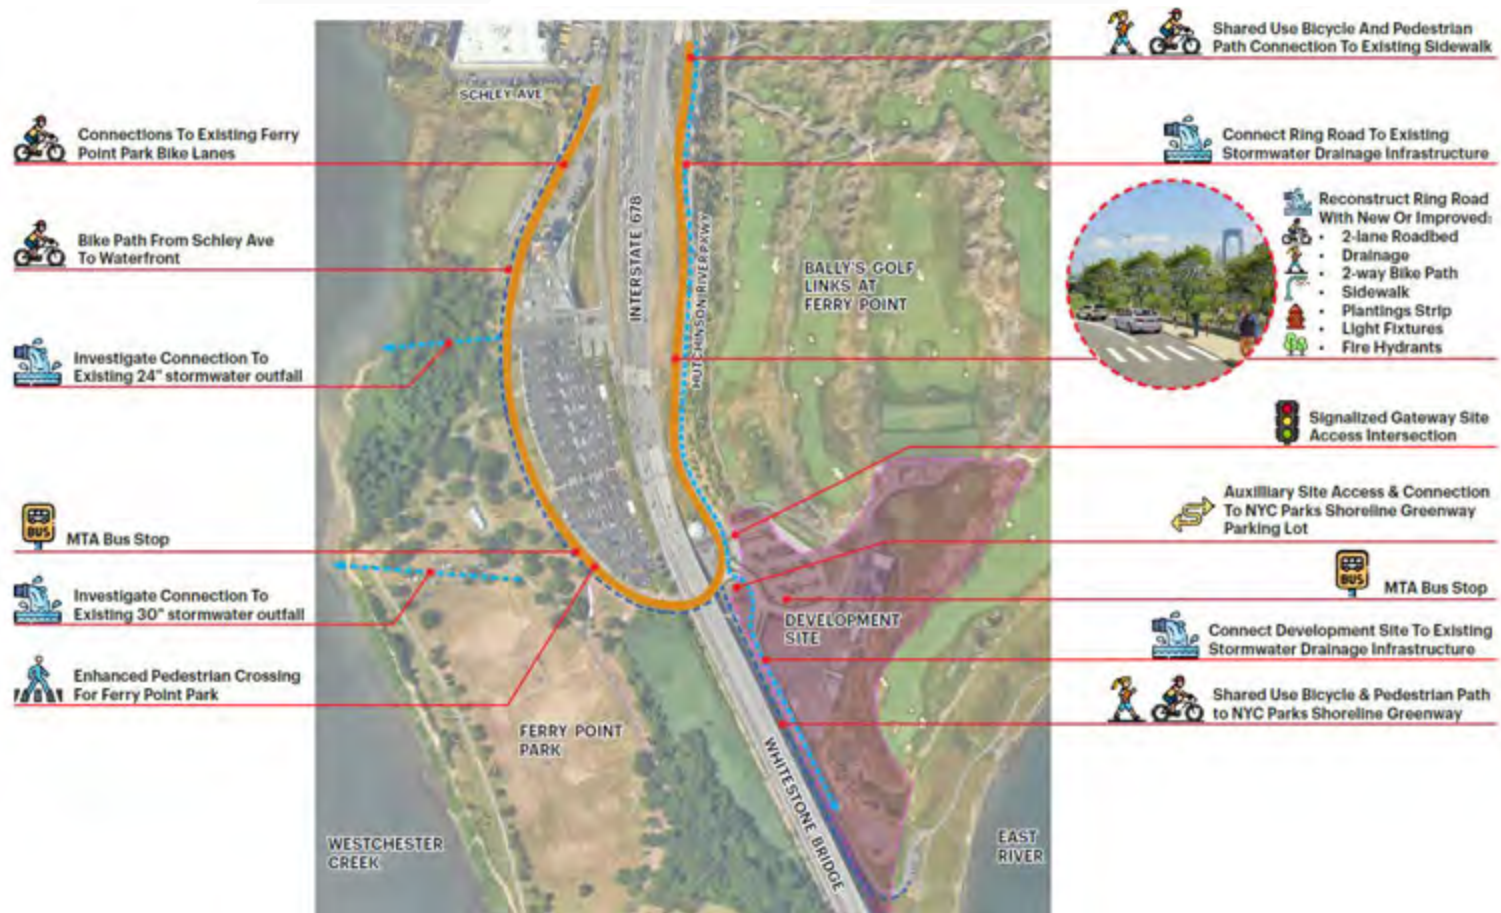 Connections To Existing Ferry
Point Park Bike Lanes
Bike Path From Schley Ave
To Waterfront
Investigate Connection To
Existing 24" stormwater outfall
BUS
MTA Bus Stop
Investigate Connection To
Existing 30" stormwater outfall
Enhanced Pedestrian Crossing
For Ferry Point Park
SCHLEY AVE
INTERSTATE 678
HUTCHINSON RIVER PKWY
BALLY'S GOLF
LINKS AT
FERRY POINT
DEVELOPMENT
SITE
FERRY POINT
PARK
WHITESTONE BRIDGE
WESTCHESTER
CREEK
EAST
RIVER
Shared Use Bicycle And Pedestrian
Path Connection To Existing Sidewalk
Connect Ring Road To Existing
Stormwater Drainage Infrastructure
Reconstruct Ring Road
With New Or Improved:
• 2-lane Roadbed
• Drainage
• 2-way Bike Path
• Sidewalk
• Plantings Strip
• Light Fixtures
• Fire Hydrants
Signalized Gateway Site
Access Intersection
Auxilliary Site Access & Connection
To NYC Parks Shoreline Greenway
Parking Lot
BUS
MTA Bus Stop
Connect Development Site To Existing
Stormwater Drainage Infrastructure
Shared Use Bicycle & Pedestrian Path
to NYC Parks Shoreline Greenway